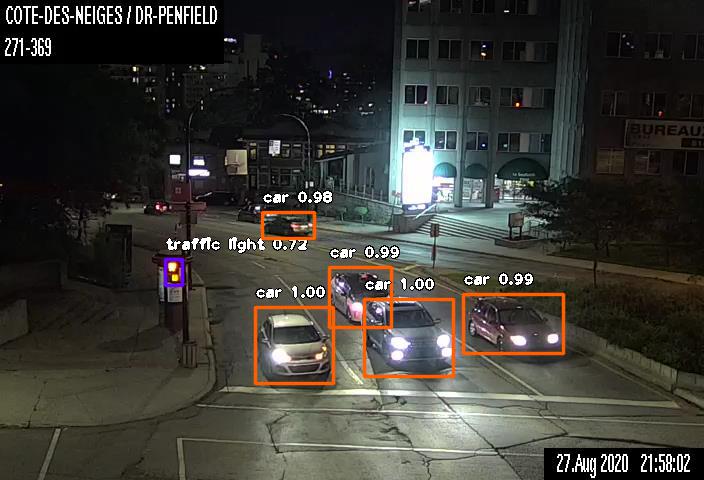 COTE-DES-NEIGES / DR-PENFIELD
271-369
car 0.98
traffic light 0.72
car 0.99
car 1.00
car 0.99
car 1.00
BUREAUX
27.Aug 2020 21:58:02